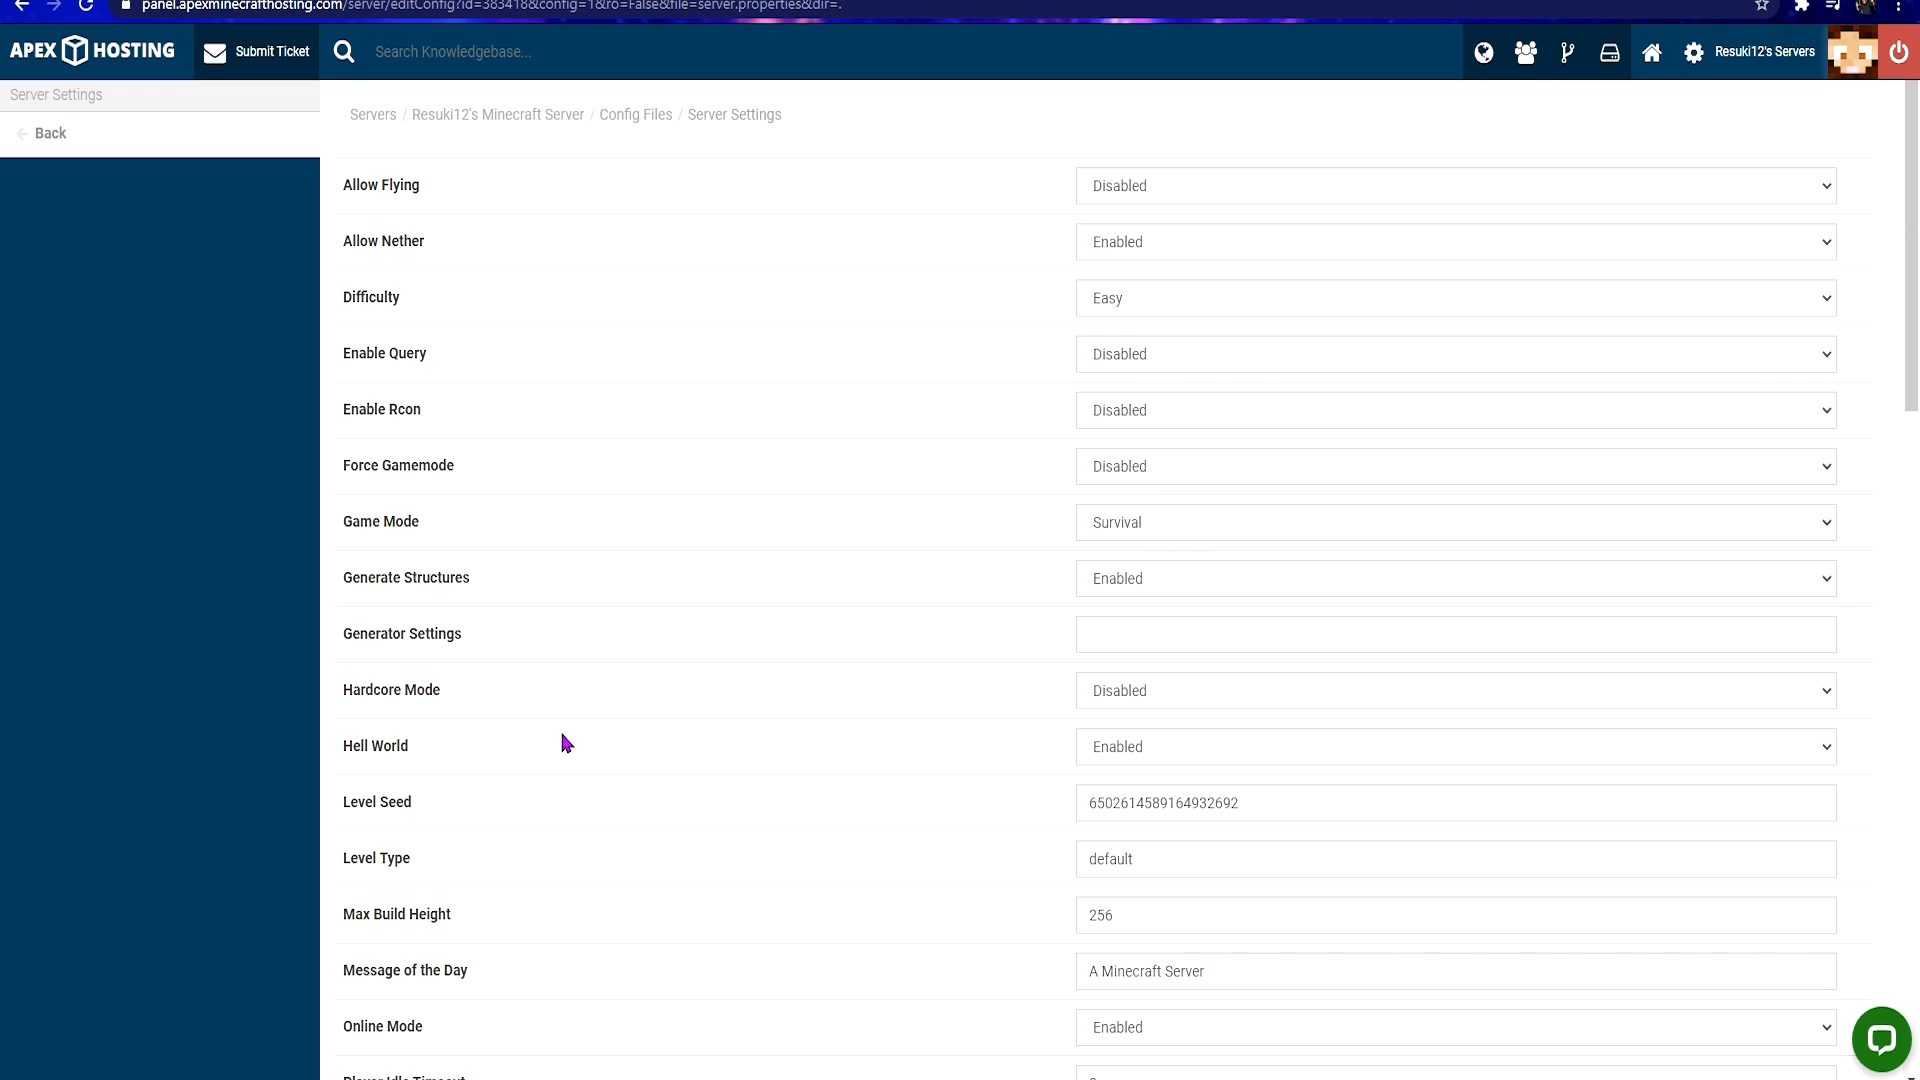 panel.apexminecrafthosting.com/server/editConfig?id=383418&config=1&ro=False&file=server.properties&dir=.
APEX HOSTING
Submit Ticket
Search Knowledgebase...
Resuki12's Servers
Server Settings
Back
Servers / Resuki12's Minecraft Server / Config Files / Server Settings
Allow Flying Disabled
Allow Nether Enabled
Difficulty Easy
Enable Query Disabled
Enable Rcon Disabled
Force Gamemode Disabled
Game Mode Survival
Generate Structures Enabled
Generator Settings
Hardcore Mode Disabled
Hell World Enabled
Level Seed 6502614589164932692
Level Type default
Max Build Height 256
Message of the Day A Minecraft Server
Online Mode Enabled
Player Idle Timeout